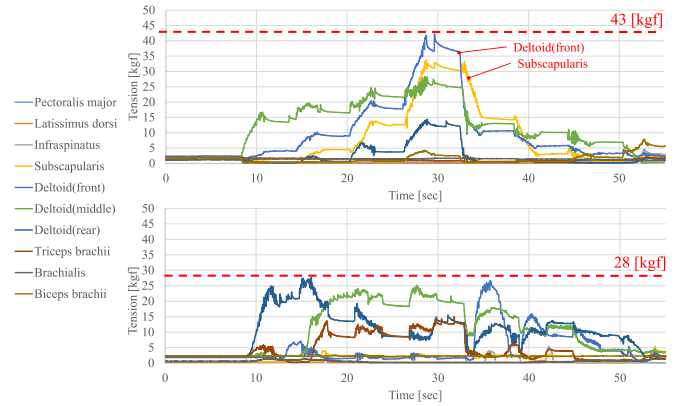 43 [kgf]
50
45
40
35
30
25
20
15
10
5
0
Tension [kgf]
Deltoid(front)
Subscapularis
0
10
20
30
40
50
Time [sec]
Pectoralis major
Latissimus dorsi
Infraspinatus
Subscapularis
Deltoid(front)
Deltoid(middle)
Deltoid(rear)
Triceps brachii
Brachialis
Biceps brachii
28 [kgf]
50
45
40
35
30
25
20
15
10
5
0
Tension [kgf]
0
10
20
30
40
50
Time [sec]